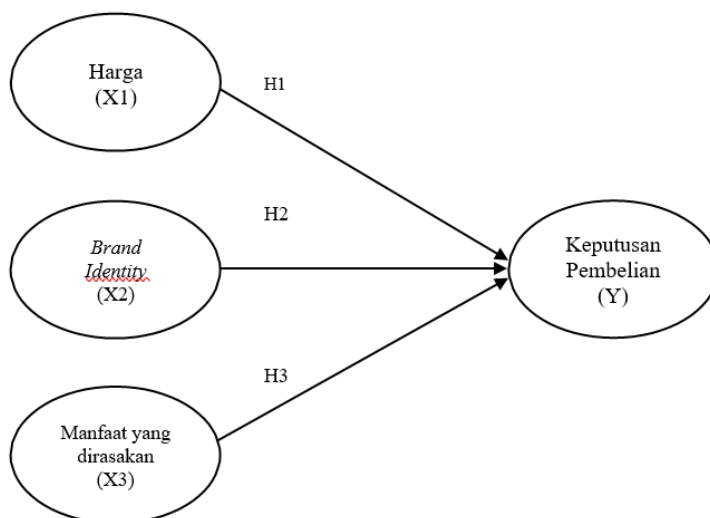 Harga
(X1)
H1
Brand
Identity
(X2)
H2
Keputusan
Pembelian
(Y)
H3
Manfaat yang
dirasakan
(X3)